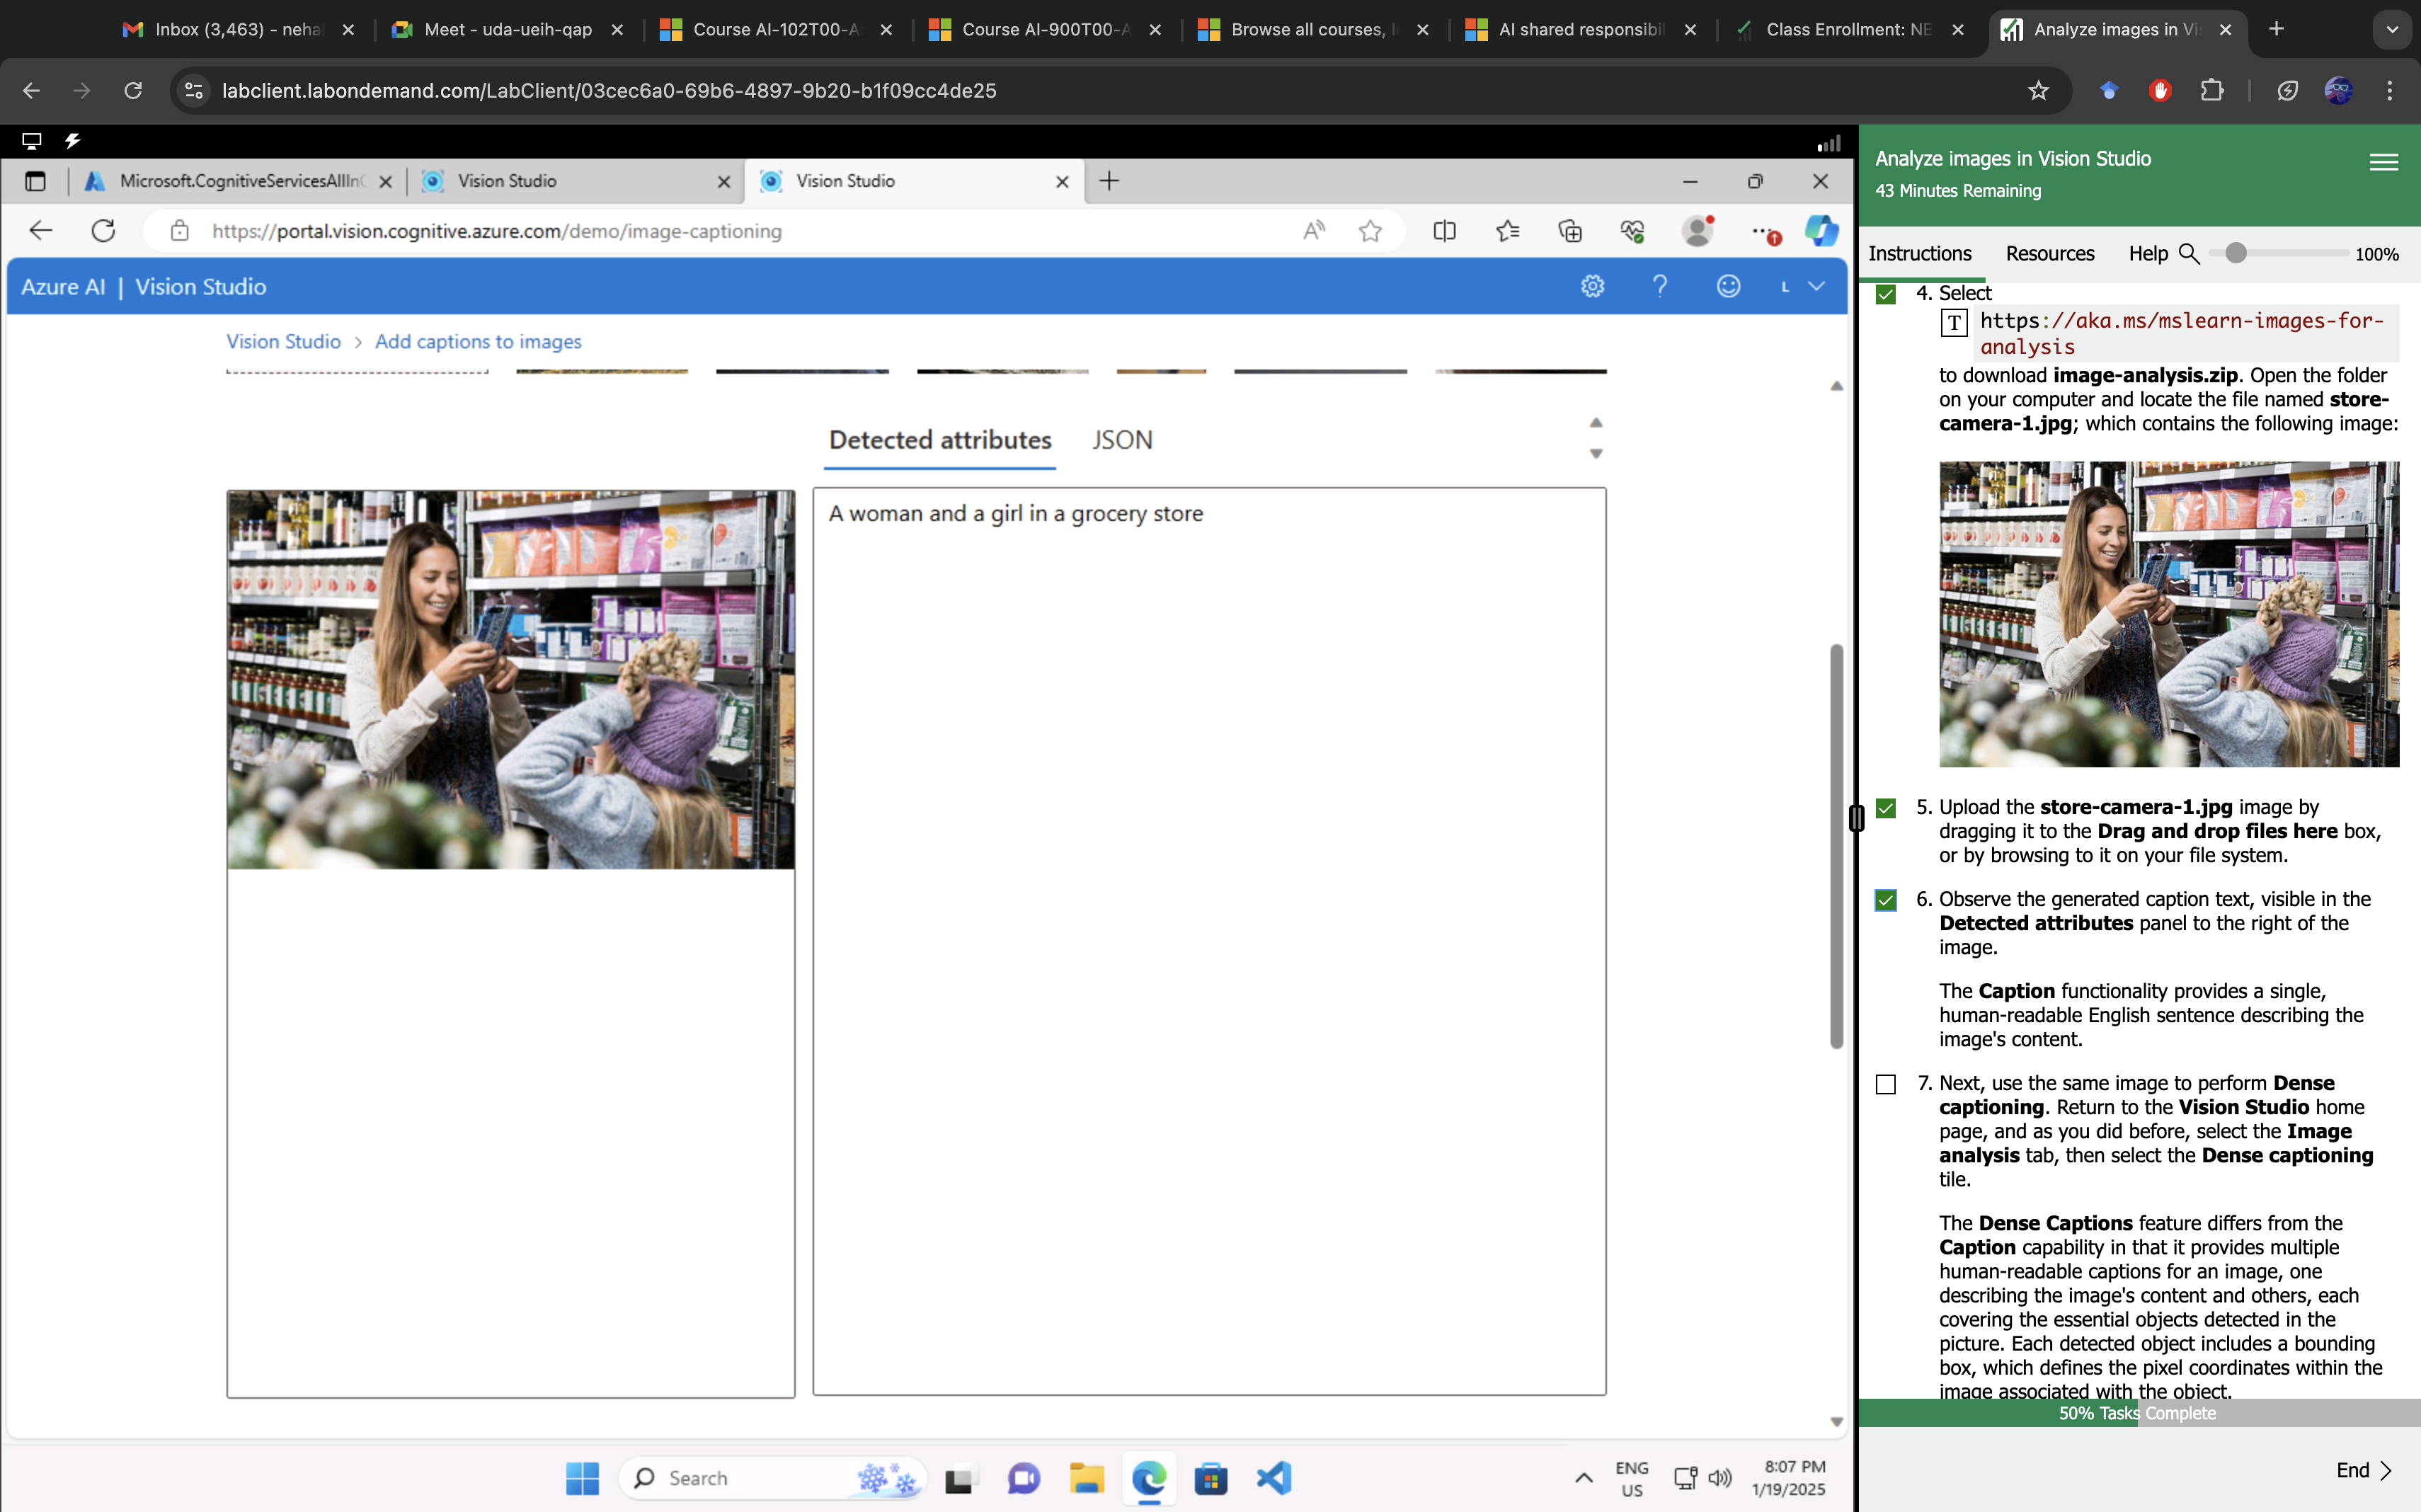 Inbox (3,463) - neha
Meet - uda-ueih-qap
Course AI-102T00-A
Course AI-900T00-A
Browse all courses, l
AI shared responsibil
Class Enrollment: NE
Analyze images in Vi
labclient.labondemand.com/LabClient/03cec6a0-69b6-4897-9b20-b1f09cc4de25
Microsoft.CognitiveServicesAllInC
Vision Studio
Vision Studio
https://portal.vision.cognitive.azure.com/demo/image-captioning
Azure AI | Vision Studio
L
Vision Studio > Add captions to images
Detected attributes
JSON
A woman and a girl in a grocery store
Search
ENG
US
8:07 PM
1/19/2025
Analyze images in Vision Studio
43 Minutes Remaining
Instructions
Resources
Help
100%
4. Select
T https://aka.ms/mslearn-images-for-
analysis
to download image-analysis.zip. Open the folder
on your computer and locate the file named store-
camera-1.jpg; which contains the following image:
5. Upload the store-camera-1.jpg image by
dragging it to the Drag and drop files here box,
or by browsing to it on your file system.
6. Observe the generated caption text, visible in the
Detected attributes panel to the right of the
image.
The Caption functionality provides a single,
human-readable English sentence describing the
image's content.
7. Next, use the same image to perform Dense
captioning. Return to the Vision Studio home
page, and as you did before, select the Image
analysis tab, then select the Dense captioning
tile.
The Dense Captions feature differs from the
Caption capability in that it provides multiple
human-readable captions for an image, one
describing the image's content and others, each
covering the essential objects detected in the
picture. Each detected object includes a bounding
box, which defines the pixel coordinates within the
image associated with the object.
50% Tasks Complete
End